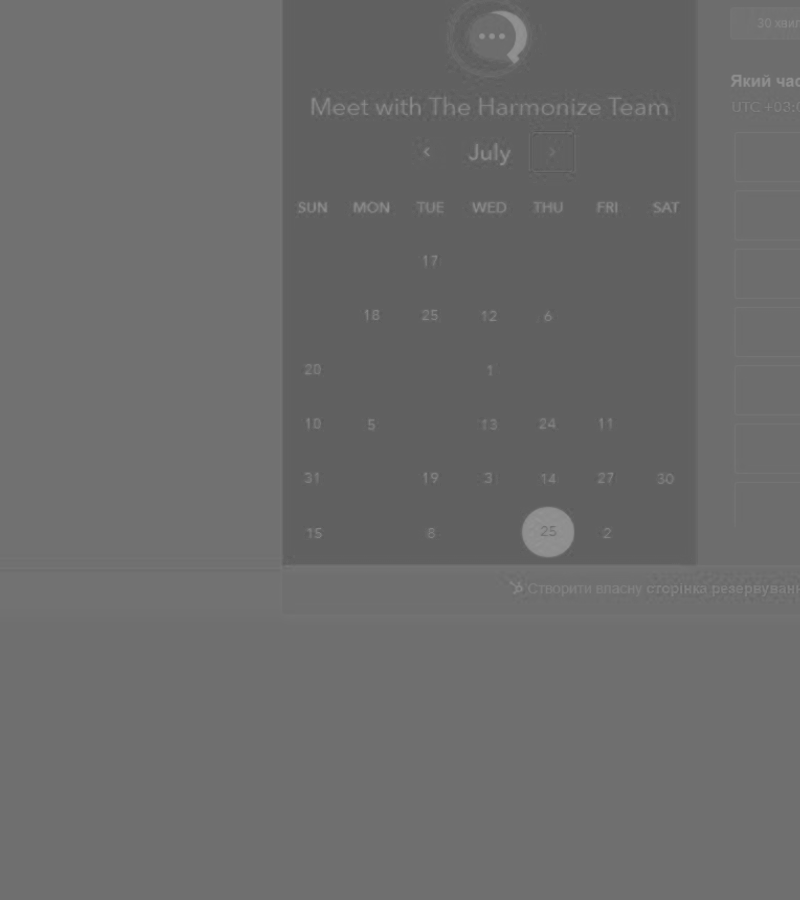 30
Meet with The Harmonize Team
Який час
UTC +03:
July
SUN MON TUE WED THU FRI SAT
17
18 25 12 6
20 1
10 5 13 24 11
31 19 3 14 27 30
15 8 25 2
Створити власну сторінка резервуван